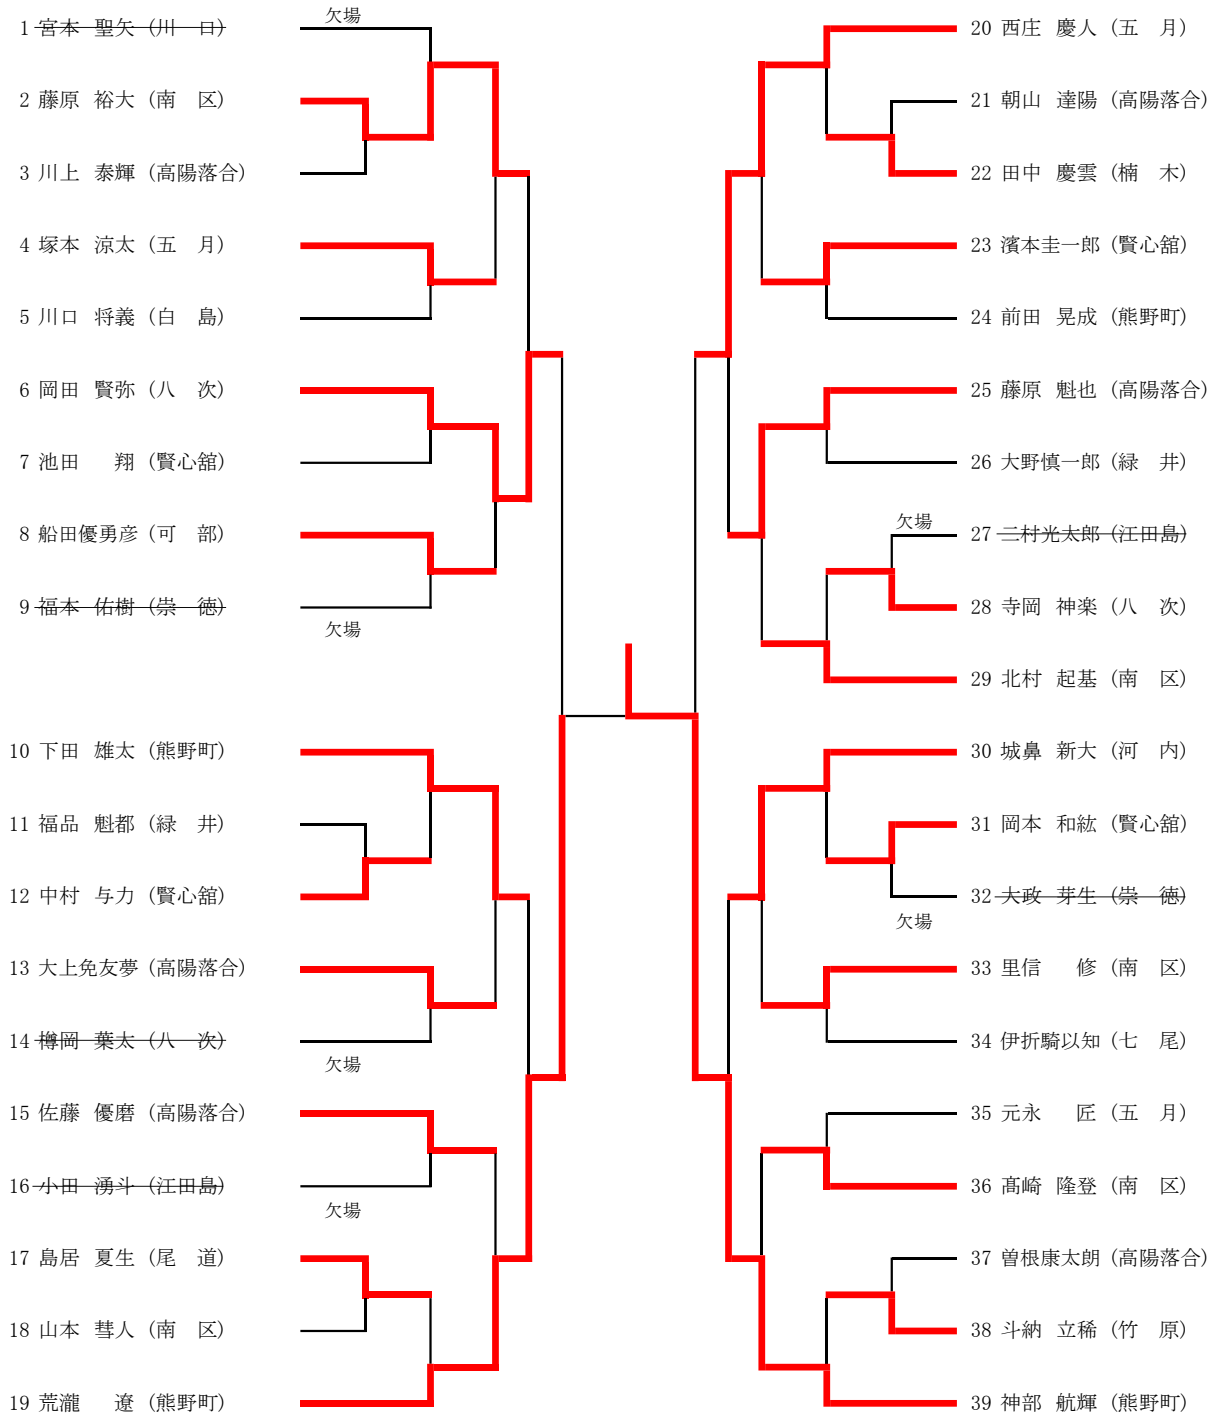 欠場
1 宮本 聖矢 (川 口)
2 藤原 裕大 (南 区)
3 川上 泰輝 (高陽落合)
4 塚本 涼太 (五 月)
5 川口 将義 (白 島)
6 岡田 賢弥 (八 次)
7 池田 翔 (賢心舘)
8 船田優勇彦 (可 部)
9 福本 佑樹 (崇 徳)
欠場
10 下田 雄太 (熊野町)
11 福品 魁都 (緑 井)
12 中村 与力 (賢心舘)
13 大上免友夢 (高陽落合)
14 樽岡 葉太 (八 次)
欠場
15 佐藤 優磨 (高陽落合)
16 小田 湧斗 (江田島)
欠場
17 島居 夏生 (尾 道)
18 山本 彗人 (南 区)
19 荒瀧 遼 (熊野町)
20 西庄 慶人 (五 月)
21 朝山 達陽 (高陽落合)
22 田中 慶雲 (楠 木)
23 濱本圭一郎 (賢心舘)
24 前田 晃成 (熊野町)
25 藤原 魁也 (高陽落合)
26 大野慎一郎 (緑 井)
欠場
27 二村光太郎 (江田島)
28 寺岡 神楽 (八 次)
29 北村 起基 (南 区)
30 城鼻 新大 (河 内)
31 岡本 和紘 (賢心舘)
32 大政 芽生 (崇 徳)
欠場
33 里信 修 (南 区)
34 伊折騎以知 (七 尾)
35 元永 匠 (五 月)
36 髙崎 隆登 (南 区)
37 曽根康太朗 (高陽落合)
38 斗納 立稀 (竹 原)
39 神部 航輝 (熊野町)